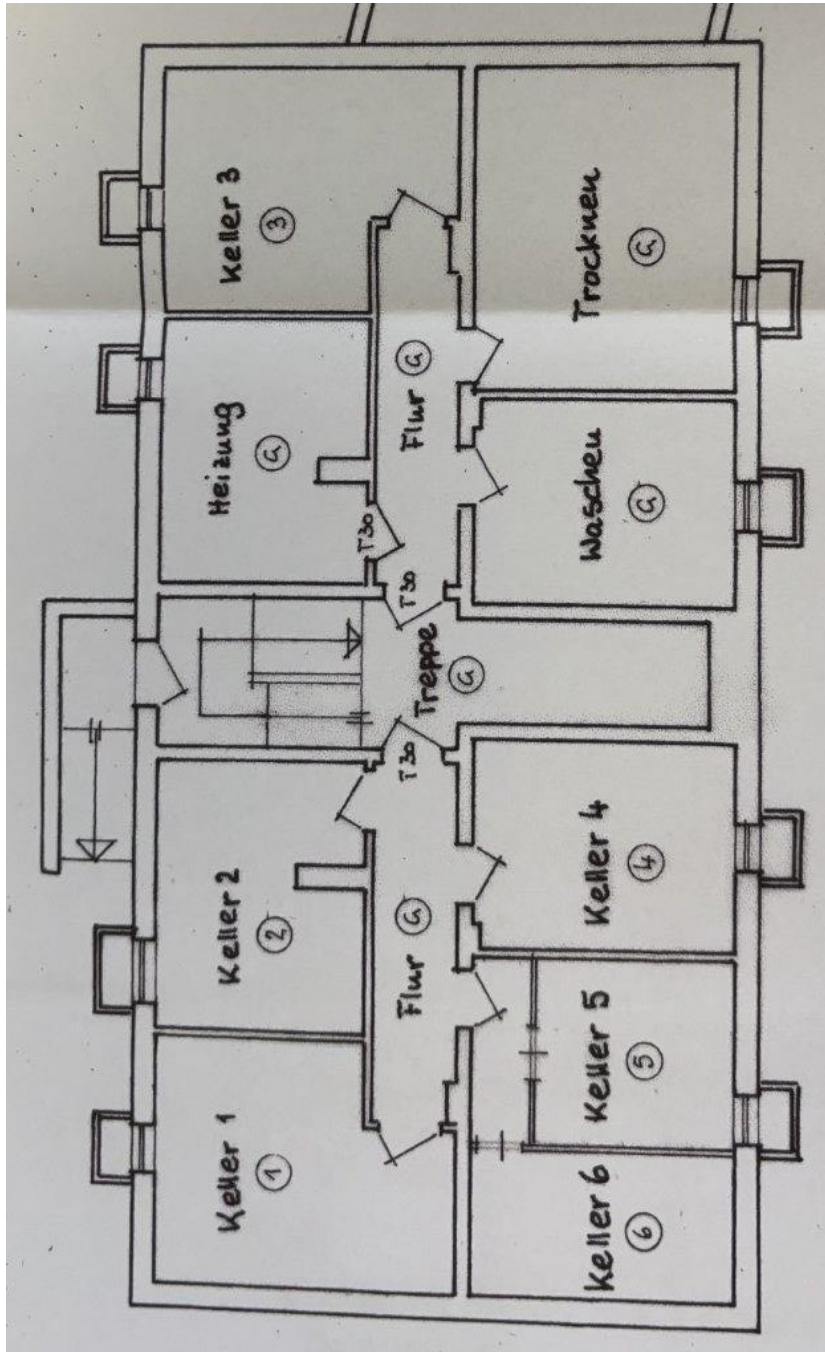 Keller 1
1
Keller 2
2
Heizung
G
Keller 3
3
T30
Flur G
T30
Treppe
G
T30
Flur G
Keller 6
6
Keller 5
5
Keller 4
4
Waschen
G
Trocknen
G